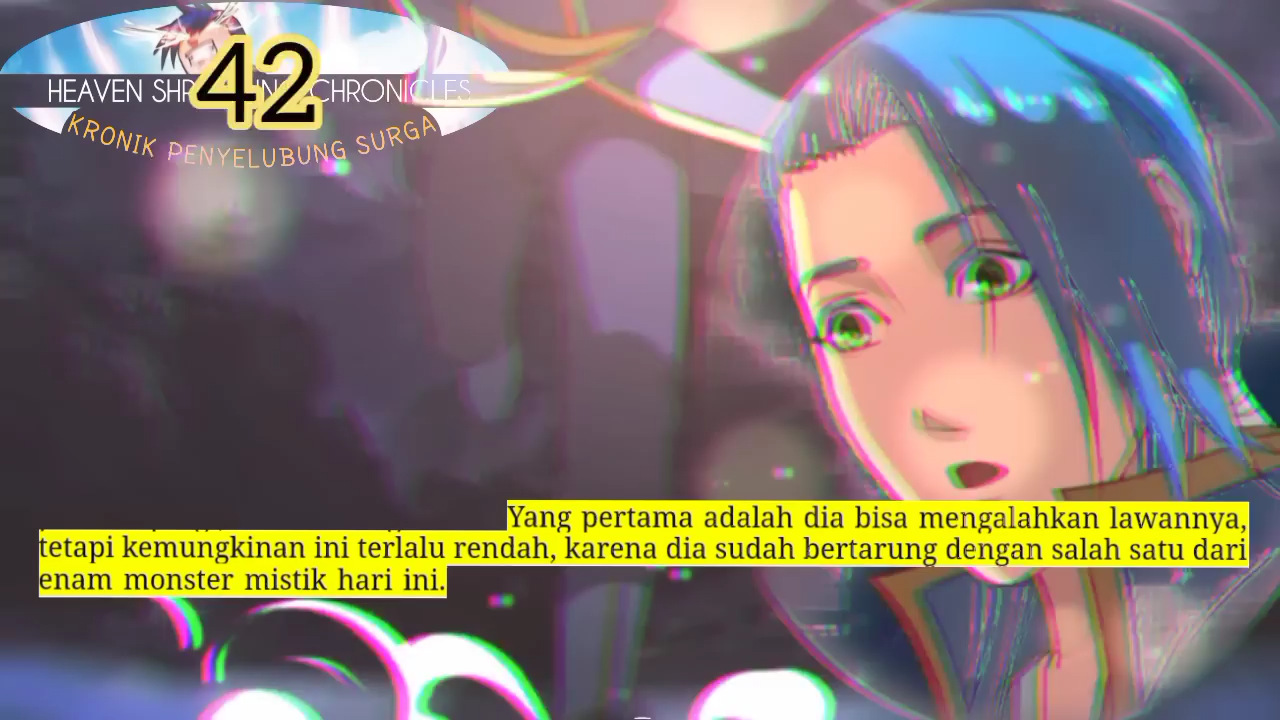 42
HEAVEN CHRONICLES
KRONIK PENYELUBUNG SURGA
Yang pertama adalah dia bisa mengalahkan lawannya,
tetapi kemungkinan ini terlalu rendah, karena dia sudah bertarung dengan salah satu dari
enam monster mistik hari ini.